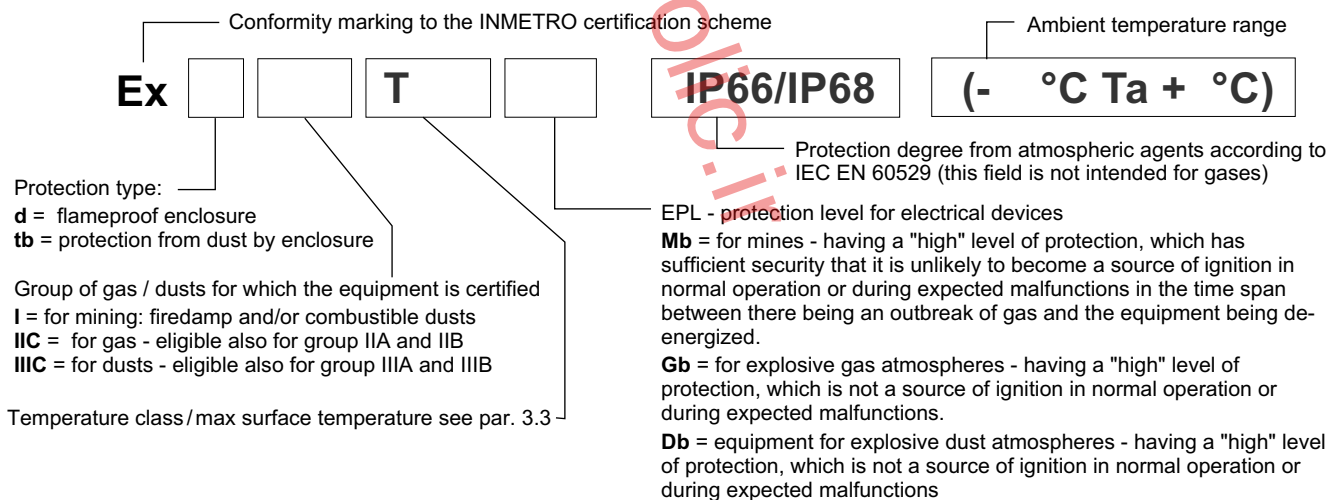 Conformity marking to the INMETRO certification scheme
Ambient temperature range
Ex
T
IP66/IP68
(- °C Ta + °C)
Protection degree from atmospheric agents according to
IEC EN 60529 (this field is not intended for gases)
Protection type:
d = flameproof enclosure
tb = protection from dust by enclosure
Group of gas / dusts for which the equipment is certified
I = for mining: firedamp and/or combustible dusts
IIC = for gas - eligible also for group IIA and IIB
IIIC = for dusts - eligible also for group IIIA and IIIB
Temperature class/max surface temperature see par. 3.3
EPL - protection level for electrical devices
Mb = for mines - having a "high" level of protection, which has
sufficient security that it is unlikely to become a source of ignition in
normal operation or during expected malfunctions in the time span
between there being an outbreak of gas and the equipment being de-
energized.
Gb = for explosive gas atmospheres - having a "high" level of
protection, which is not a source of ignition in normal operation or
during expected malfunctions.
Db = equipment for explosive dust atmospheres - having a "high" level
of protection, which is not a source of ignition in normal operation or
during expected malfunctions
olic.ir